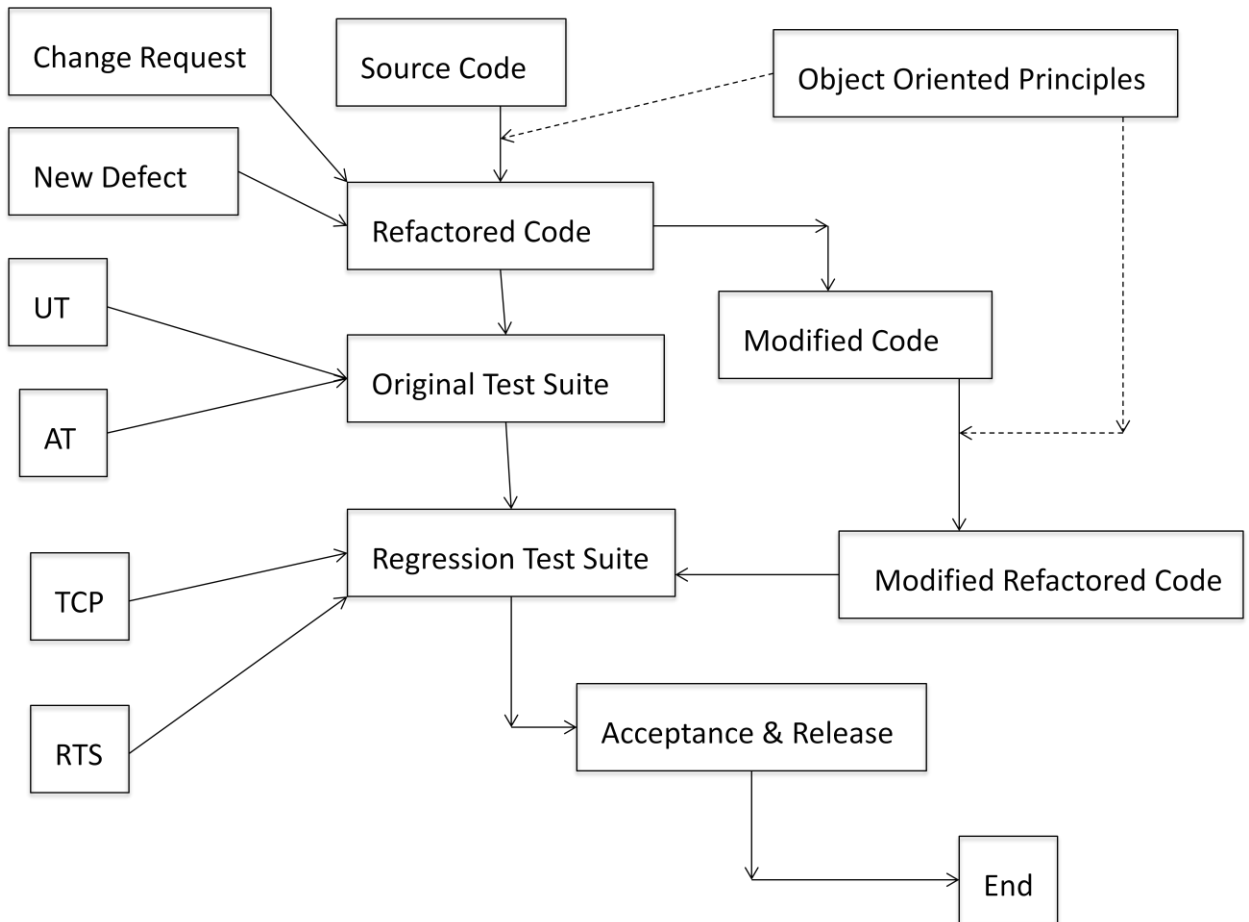 Change Request
Source Code
Object Oriented Principles
New Defect
Refactored Code
UT
Modified Code
Original Test Suite
AT
Regression Test Suite
Modified Refactored Code
TCP
Acceptance & Release
RTS
End